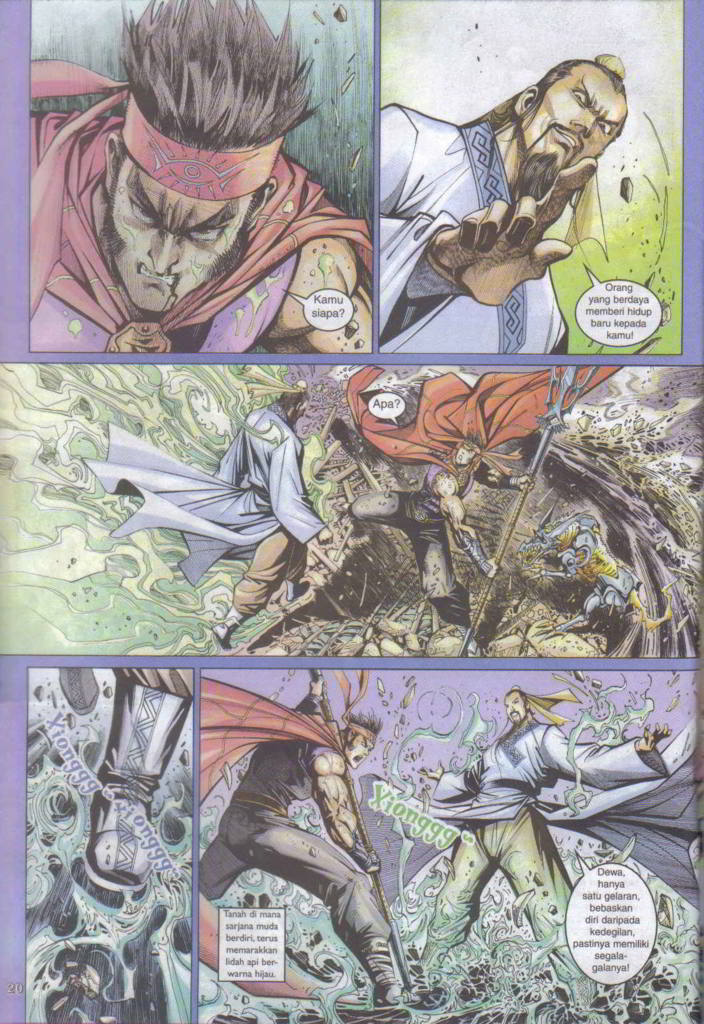 Kamu
siapa?
Orang
yang berdaya
memberi hidup
baru kepada
kamu!
Apa?
Xionggg~xionggg
Xionggg~
Tanah di mana
sarjana muda
berdiri, terus
memarakkan
lidah api ber-
warna hijau.
Dewa,
hanya
satu gelaran,
bebaskan
diri daripada
kedegilan,
pastinya memiliki
segala-
galanya!
20